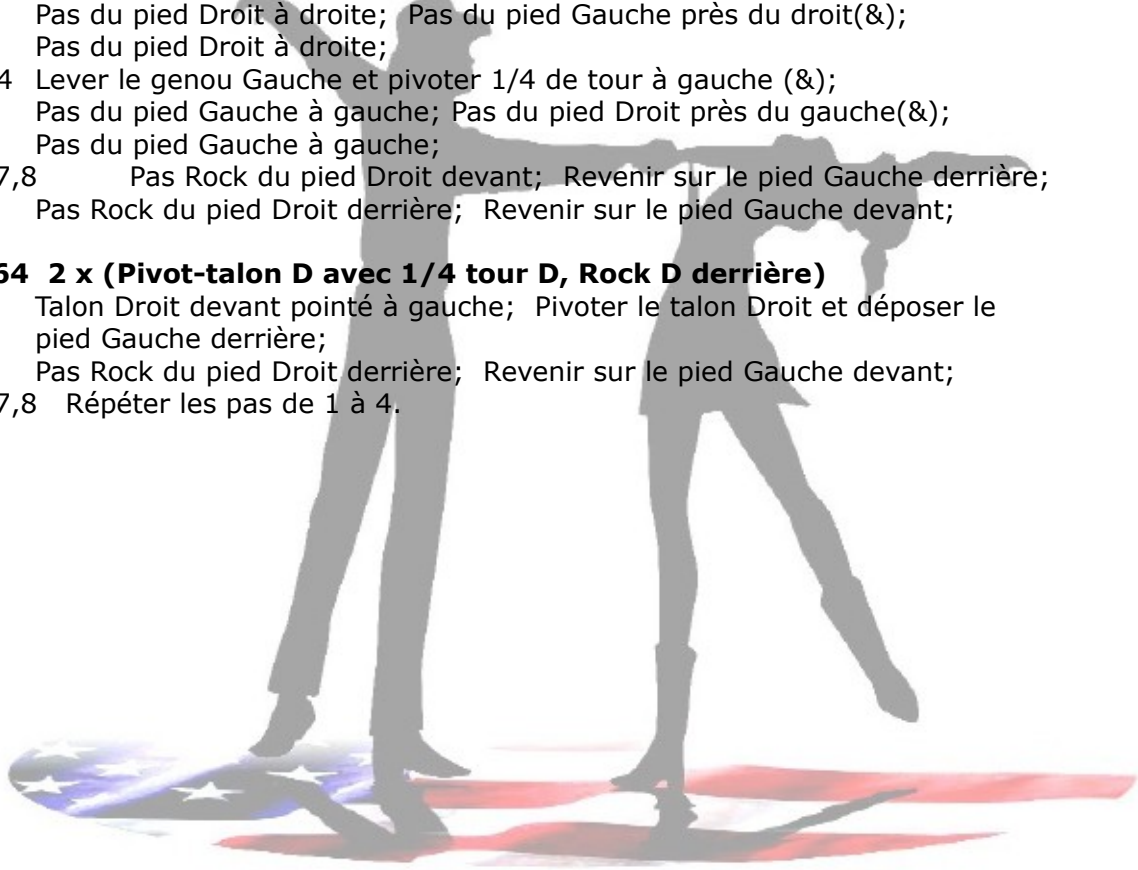 Pas du pied Droit à droite; Pas du pied Gauche près du droit(&);
Pas du pied Droit à droite;
4 Lever le genou Gauche et pivoter 1/4 de tour à gauche (&);
Pas du pied Gauche à gauche; Pas du pied Droit près du gauche(&);
Pas du pied Gauche à gauche;
7,8 Pas Rock du pied Droit devant; Revenir sur le pied Gauche derrière;
Pas Rock du pied Droit derrière; Revenir sur le pied Gauche devant;
64 2 x (Pivot-talon D avec 1/4 tour D, Rock D derrière)
Talon Droit devant pointé à gauche; Pivoter le talon Droit et déposer le
pied Gauche derrière;
Pas Rock du pied Droit derrière; Revenir sur le pied Gauche devant;
7,8 Répéter les pas de 1 à 4.